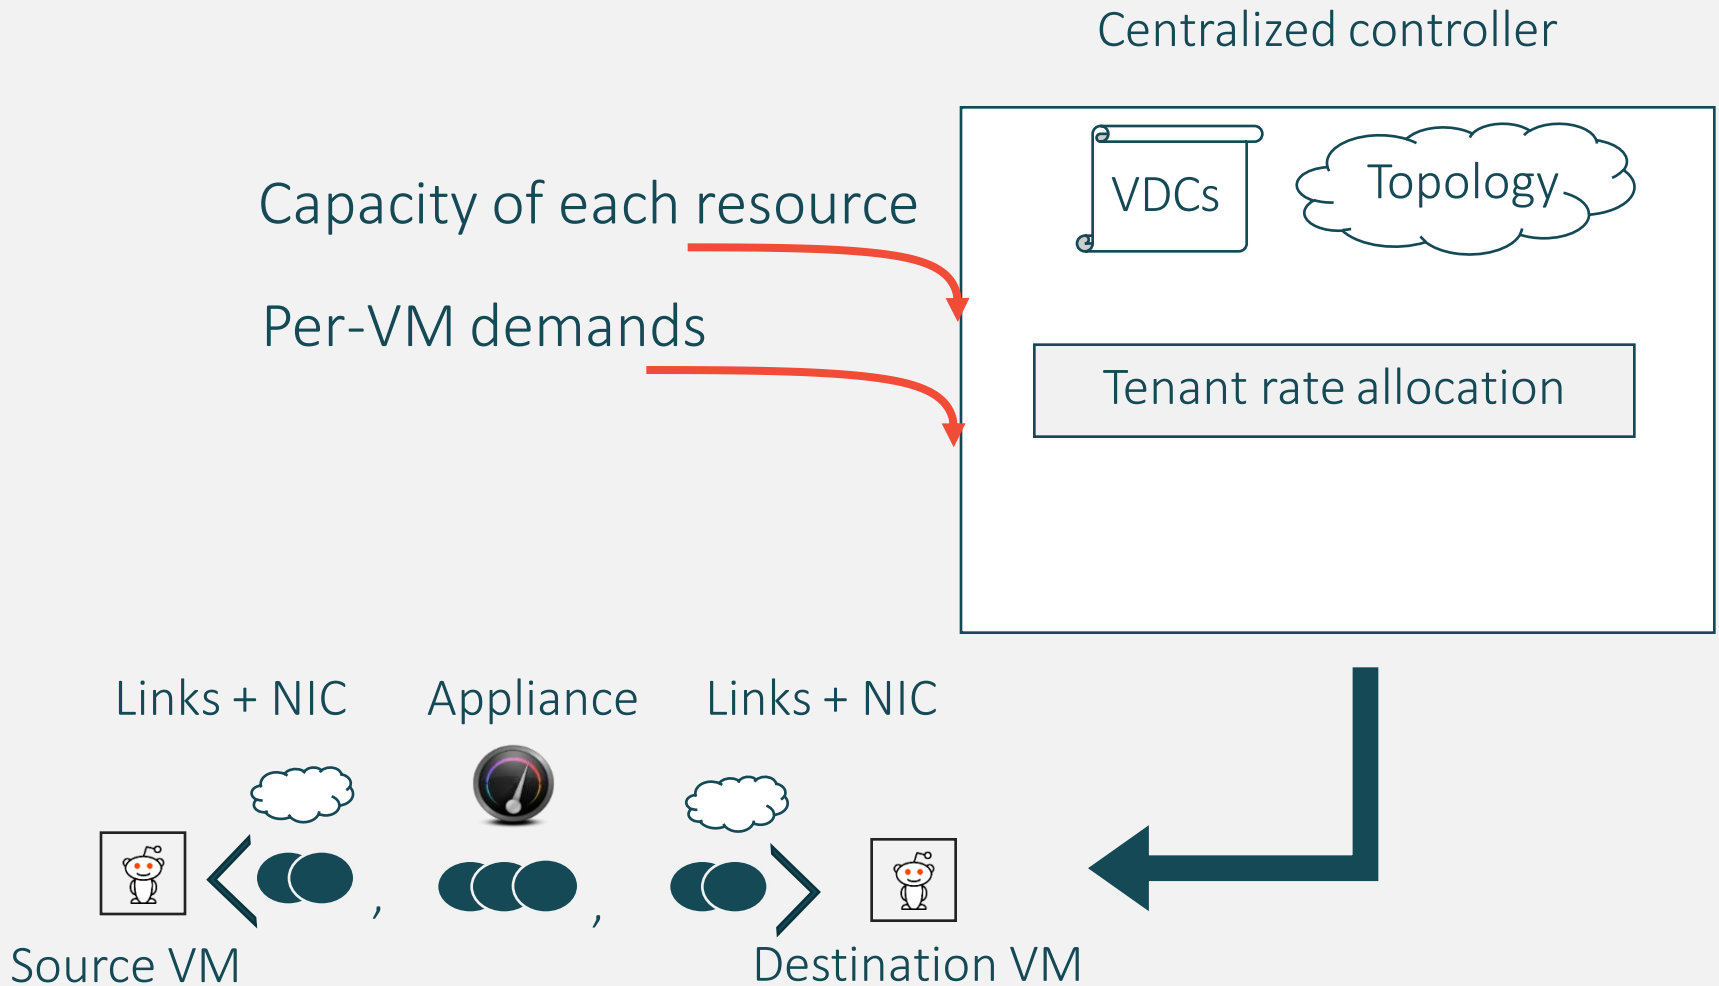 Centralized controller
VDCs
Topology
Capacity of each resource
Per-VM demands
Tenant rate allocation
Links + NIC
Appliance
Links + NIC
, ,
Source VM
Destination VM